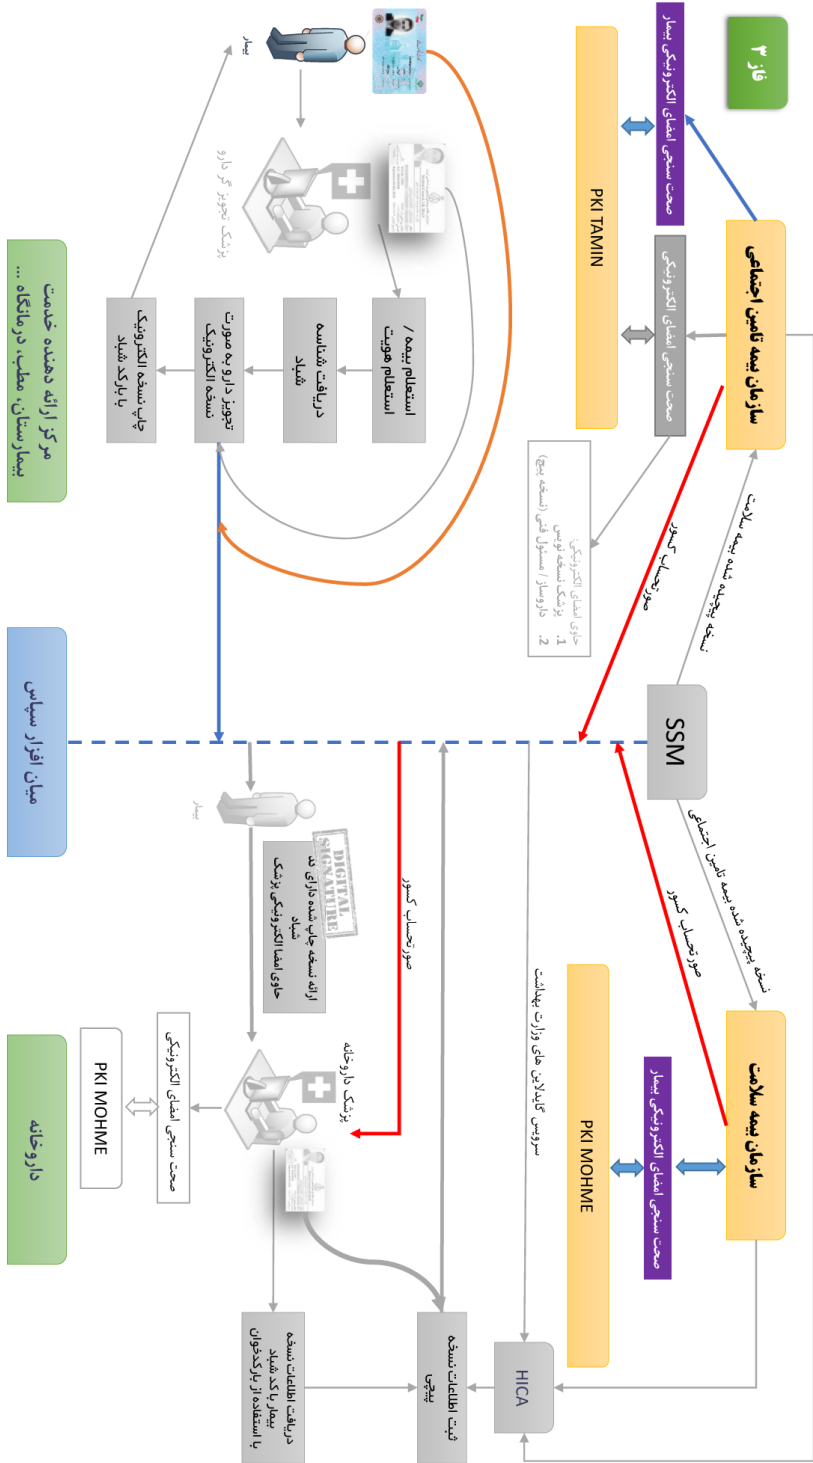 فاز ۳
سازمان بیمه تامین اجتماعی
سازمان بیمه سلامت
صحت سنجی امضای الکترونیکی بیمار
صحت سنجی امضای الکترونیکی
PKI TAMIN
حاوی امضای الکترونیکی:
1. پزشک نسخه نویس
2. داروساز / مسئول فنی (نسخه پیچ)
نسخه پیچیده شده بیمه سلامت
صورتحساب کسور
SSM
نسخه پیچیده شده بیمه تامین اجتماعی
صورتحساب کسور
صحت سنجی امضای الکترونیکی بیمار
PKI MOHME
سرویس گایدلاین های وزارت بهداشت
HICA
بیمار
پزشک تجویز گر دارو
استعلام بیمه /
استعلام هویت
دریافت شناسه
شباد
تجویز دارو به صورت
نسخه الکترونیک
چاپ نسخه الکترونیک
با بارکد شباد
صورتحساب کسور
بیمار
DIGITAL
SIGNATURE
ارائه نسخه چاپ شده دارای کد
شباد
حاوی امضا الکترونیکی پزشک
پزشک داروخانه
صحت سنجی امضای الکترونیکی
PKI MOHME
ثبت اطلاعات نسخه
پیچی
دریافت اطلاعات نسخه
بیمار با کد شباد
با استفاده از بارکدخوان
مرکز ارائه دهنده خدمت
بیمارستان، مطب، درمانگاه ...
میان افزار سپاس
داروخانه